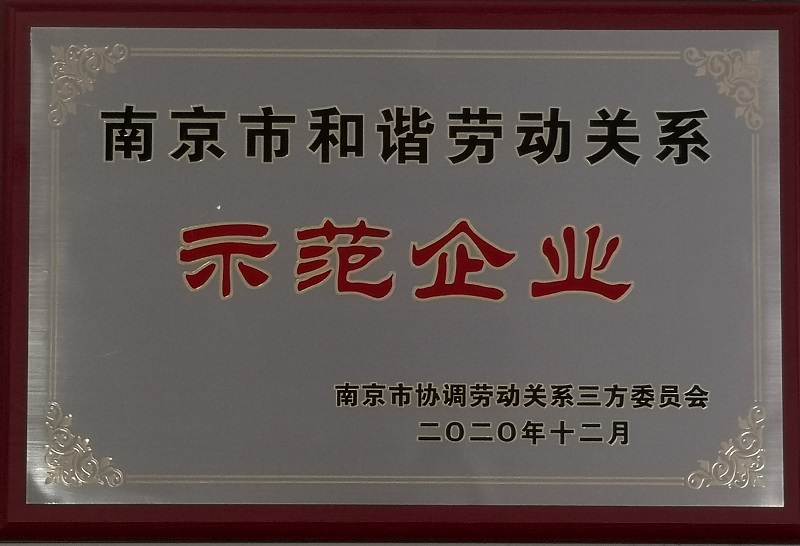 南京市和谐劳动关系
示范企业
南京市协调劳动关系三方委员会
二〇二〇年十二月